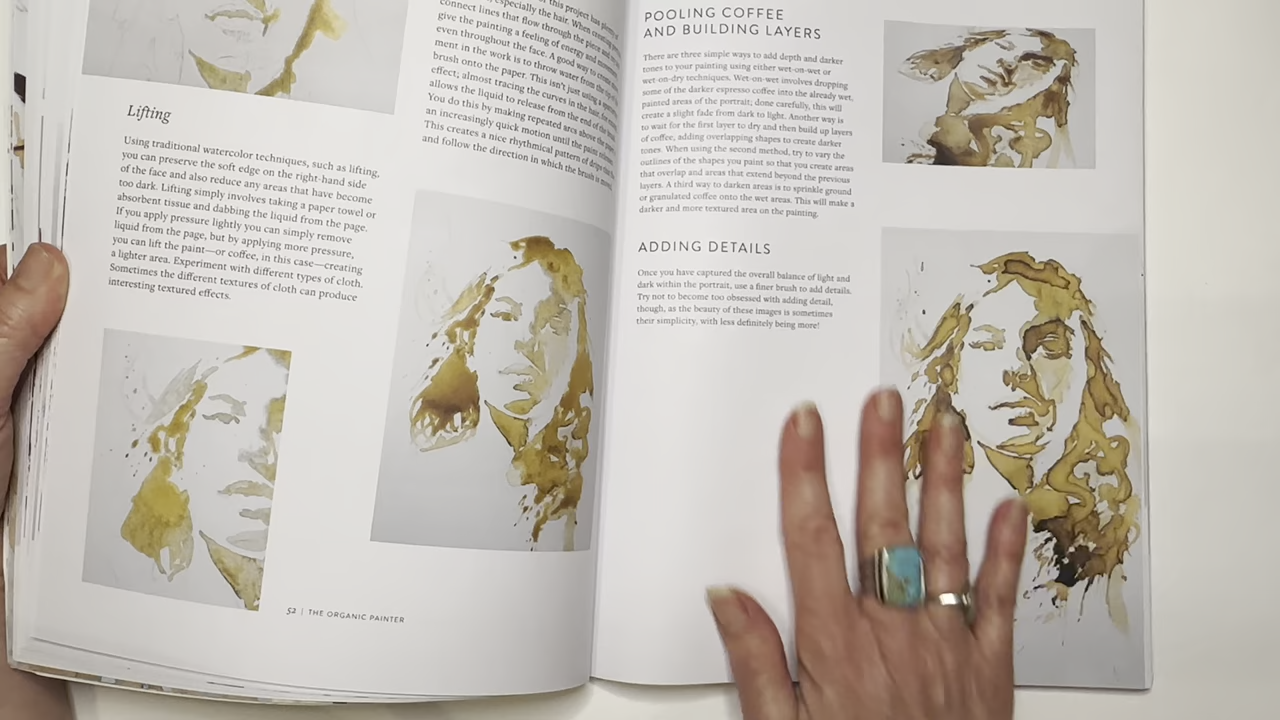 Lifting
Using traditional watercolor techniques, such as lifting,
you can preserve the soft edge on the right-hand side
of the face and also reduce any areas that have become
too dark. Lifting simply involves taking a paper towel or
absorbent tissue and dabbing the liquid from the page.
If you apply pressure lightly you can simply remove
liquid from the page, but by applying more pressure,
you can lift the paint—or coffee, in this case—creating
a lighter area. Experiment with different types of cloth.
Sometimes the different textures of cloth can produce
interesting textured effects.
of this project has
especially the hair. When creating
connect lines that flow through the piece and
give the painting a feeling of energy and
even throughout the face. A good way to create
ment in the work is to throw water from the
brush onto the paper. This isn't just using a
effect; almost tracing the curves in the hair,
allows the liquid to release from the end of the
You do this by making repeated arcs above the
an increasingly quick motion until the paint
This creates a nice rhythmical pattern of drops
and follow the direction in which the brush is
52 | THE ORGANIC PAINTER
POOLING COFFEE
AND BUILDING LAYERS
There are three simple ways to add depth and darker
tones to your painting using either wet-on-wet or
wet-on-dry techniques. Wet-on-wet involves dropping
some of the darker espresso coffee into the already wet,
painted areas of the portrait; done carefully, this will
create a slight fade from dark to light. Another way is
to wait for the first layer to dry and then build up layers
of coffee, adding overlapping shapes to create darker
tones. When using the second method, try to vary the
outlines of the shapes you paint so that you create areas
that overlap and areas that extend beyond the previous
layers. A third way to darken areas is to sprinkle ground
or granulated coffee onto the wet areas. This will make a
darker and more textured area on the painting.
ADDING DETAILS
Once you have captured the overall balance of light and
dark within the portrait, use a finer brush to add details.
Try not to become too obsessed with adding detail,
though, as the beauty of these images is sometimes
their simplicity, with less definitely being more!